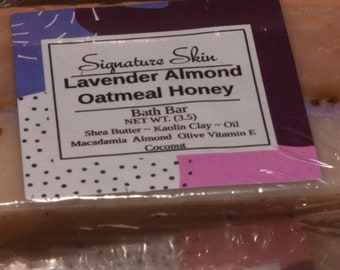 Signature Skin
Lavender Almond
Oatmeal Honey
Bath Bar
NET WT. (3.5)
Shea Butter ~ Kaolin Clay ~ Oil
Macadamia Almond Olive Vitamin E
Coconut